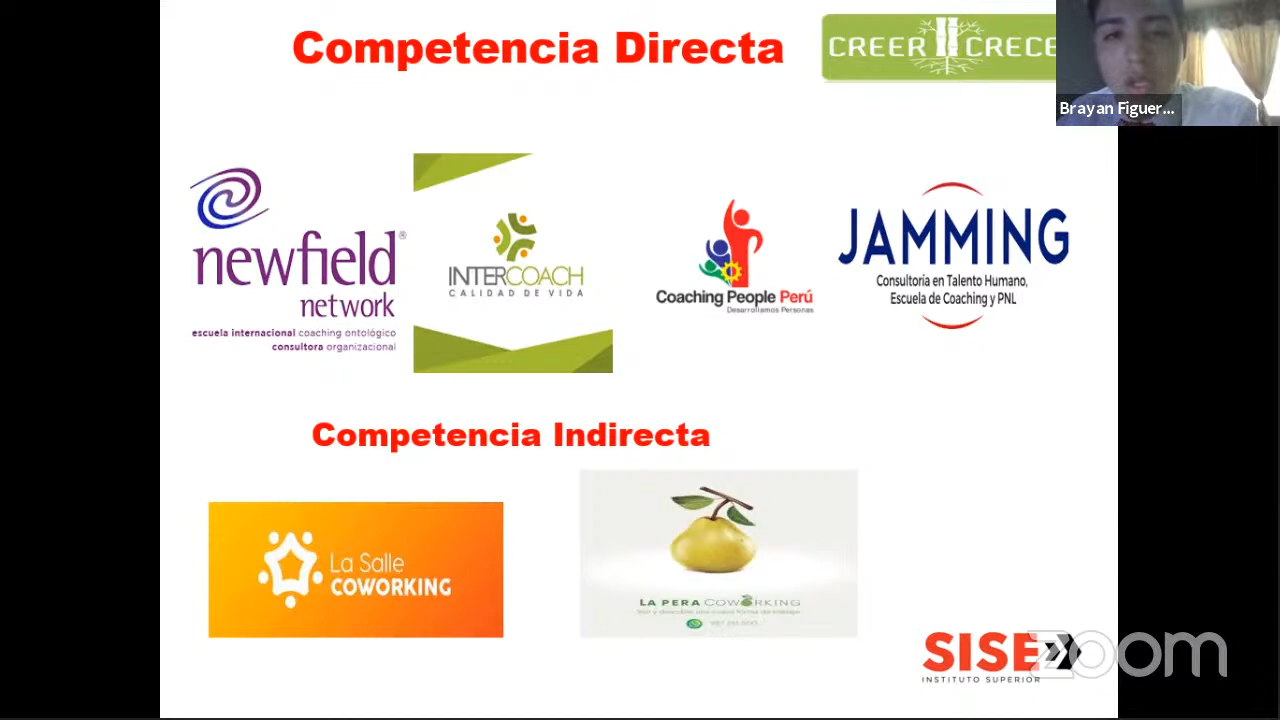 Competencia Directa
CREER CRECE
Brayan Figuer...
newfield®
network
escuela internacional coaching ontológico
consultora organizacional
INTERCOACH
CALIDAD DE VIDA
Coaching People Perú
Desarrollamos Personas
JAMMING
Consultoría en Talento Humano,
Escuela de Coaching y PNL
Competencia Indirecta
La Salle
COWORKING
LA PERA COWORKING
SISE
INSTITUTO SUPERIOR
zoom